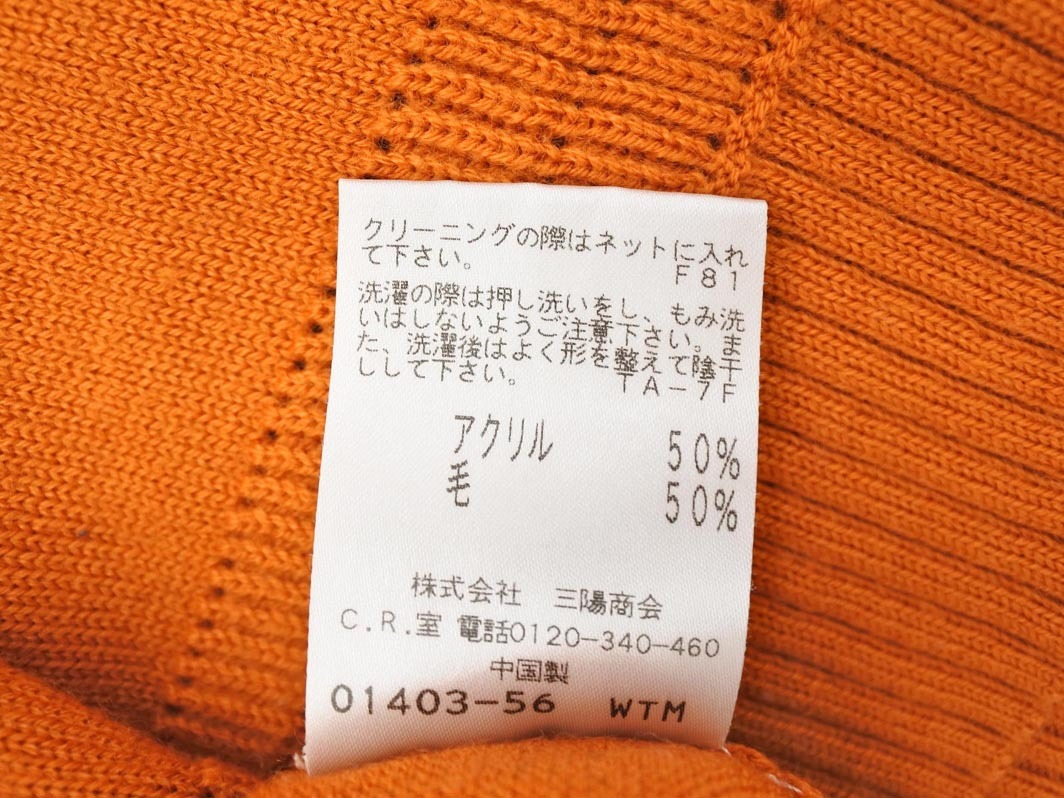 クリーニングの際はネットに入れ
て下さい。 F81
洗濯の際は押し洗いをし、もみ洗
いはしないようご注意下さい。ま
た、洗濯後はよく形を整えて陰干
しして下さい。 TA-7F
アクリル 50%
毛 50%
株式会社 三陽商会
C.R.室 電話0120-340-460
中国製
01403-56 WTM